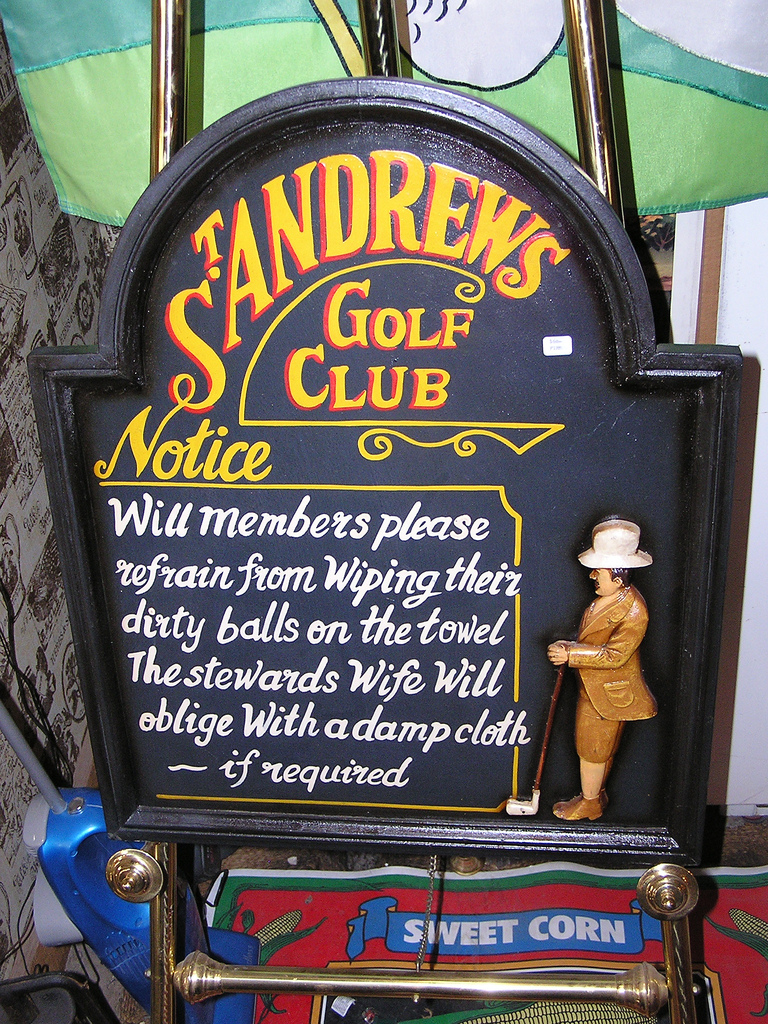 ST. ANDREWS
GOLF
CLUB
Notice
Will members please
refrain from Wiping their
dirty balls on the towel
The stewards Wife Will
oblige With a damp cloth
— if required
SWEET CORN